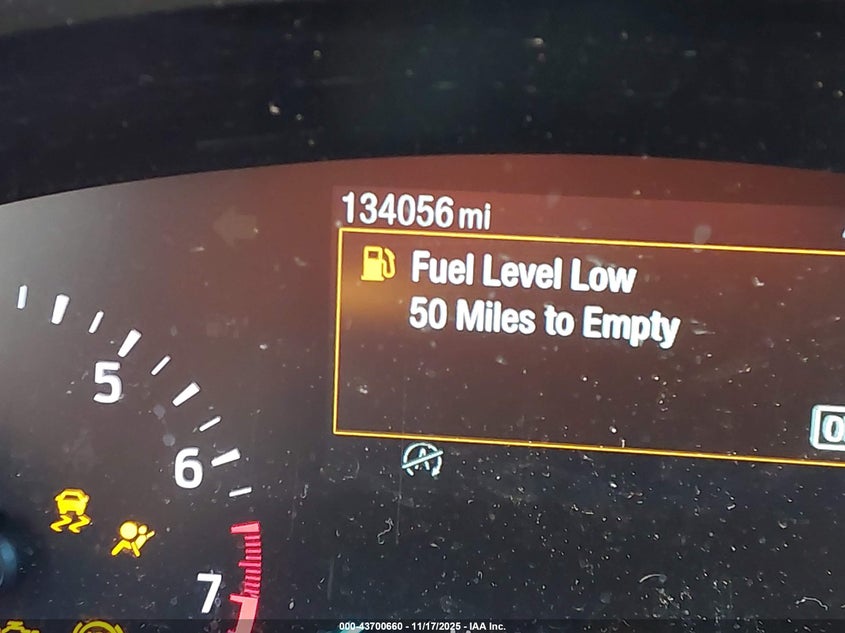 134056 mi
Fuel Level Low
50 Miles to Empty
5
6
7
000-43700660 - 11/17/2025 - IAA Inc.